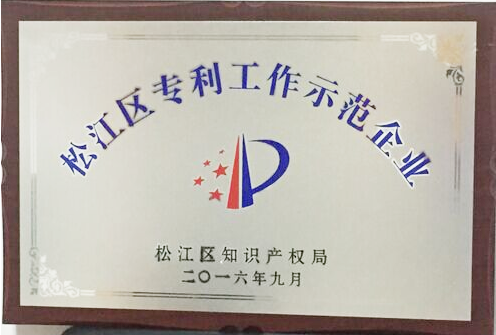 松江区专利工作示范企业
松江区知识产权局
二〇一六年九月